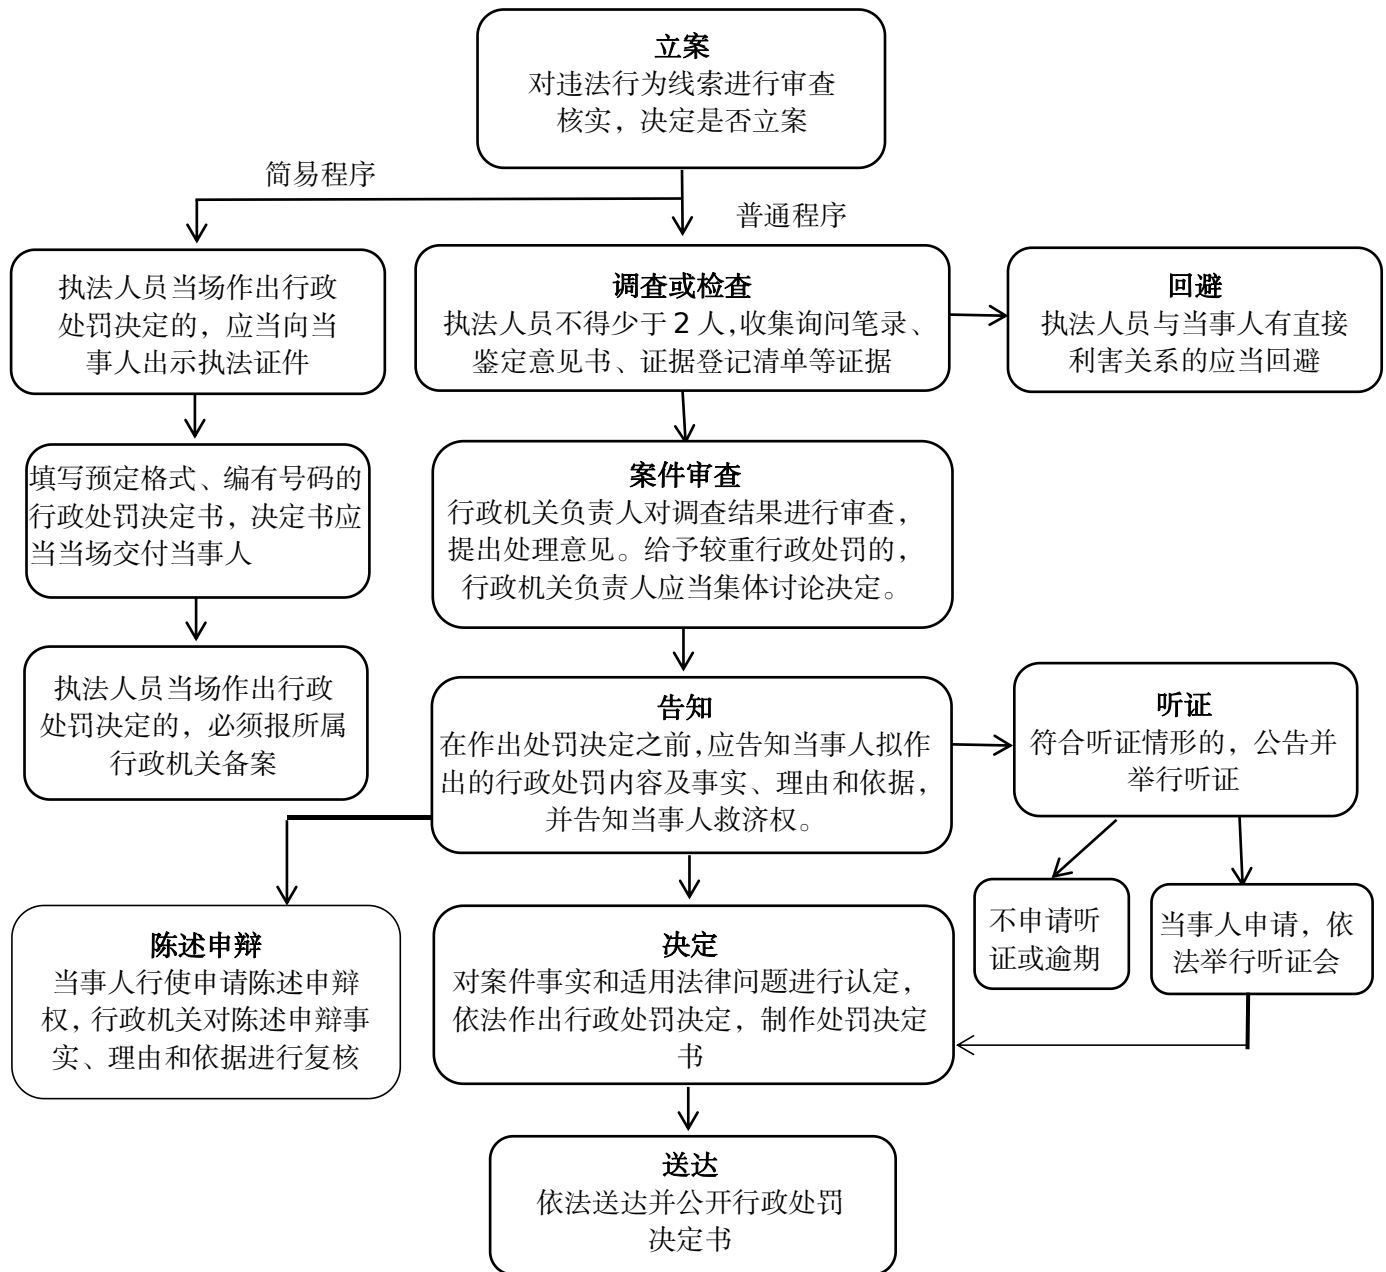 立案
对违法行为线索进行审查
核实，决定是否立案
简易程序
普通程序
执法人员当场作出行政
处罚决定的，应当向当
事人出示执法证件
调查或检查
执法人员不得少于2人，收集询问笔录、
鉴定意见书、证据登记清单等证据
回避
执法人员与当事人有直接
利害关系的应当回避
填写预定格式、编有号码的
行政处罚决定书，决定书应
当当场交付当事人
案件审查
行政机关负责人对调查结果进行审查，
提出处理意见。给予较重行政处罚的，
行政机关负责人应当集体讨论决定。
执法人员当场作出行政
处罚决定的，必须报所属
行政机关备案
告知
在作出处罚决定之前，应告知当事人拟作
出的行政处罚内容及事实、理由和依据，
并告知当事人救济权。
听证
符合听证情形的，公告并
举行听证
不申请听
证或逾期
当事人申请，依
法举行听证会
陈述申辩
当事人行使申请陈述申辩
权，行政机关对陈述申辩事
实、理由和依据进行复核
决定
对案件事实和适用法律问题进行认定，
依法作出行政处罚决定，制作处罚决定
书
送达
依法送达并公开行政处罚
决定书